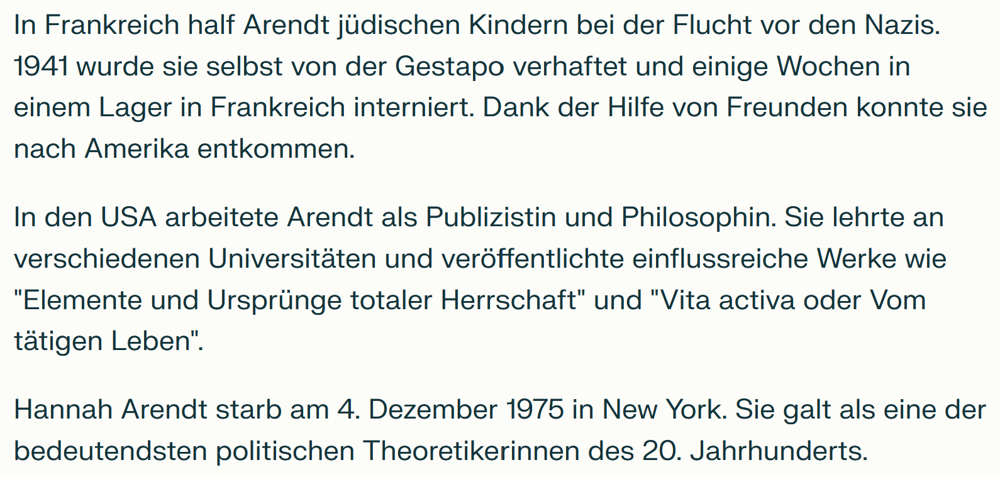 In Frankreich half Arendt jüdischen Kindern bei der Flucht vor den Nazis.
1941 wurde sie selbst von der Gestapo verhaftet und einige Wochen in
einem Lager in Frankreich interniert. Dank der Hilfe von Freunden konnte sie
nach Amerika entkommen.
In den USA arbeitete Arendt als Publizistin und Philosophin. Sie lehrte an
verschiedenen Universitäten und veröffentlichte einflussreiche Werke wie
"Elemente und Ursprünge totaler Herrschaft" und "Vita activa oder Vom
tätigen Leben".
Hannah Arendt starb am 4. Dezember 1975 in New York. Sie galt als eine der
bedeutendsten politischen Theoretikerinnen des 20. Jahrhunderts.